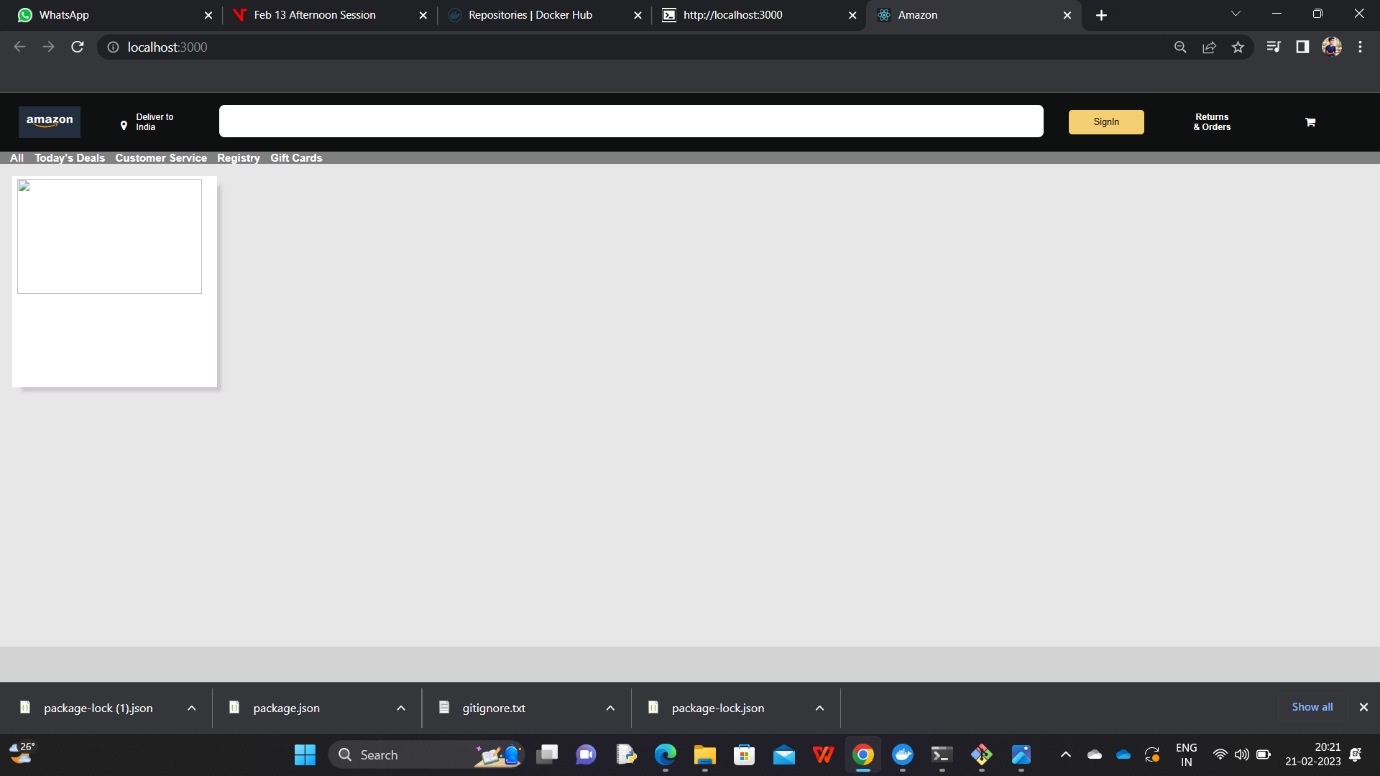 WhatsApp
Feb 13 Afternoon Session
Repositories | Docker Hub
http://localhost:3000
Amazon
localhost:3000
amazon
Deliver to
India
SignIn
Returns
& Orders
All Today's Deals Customer Service Registry Gift Cards
package-lock (1).json
package.json
gitignore.txt
package-lock.json
Show all
26°
Search
ENG
IN
20:21
21-02-2023